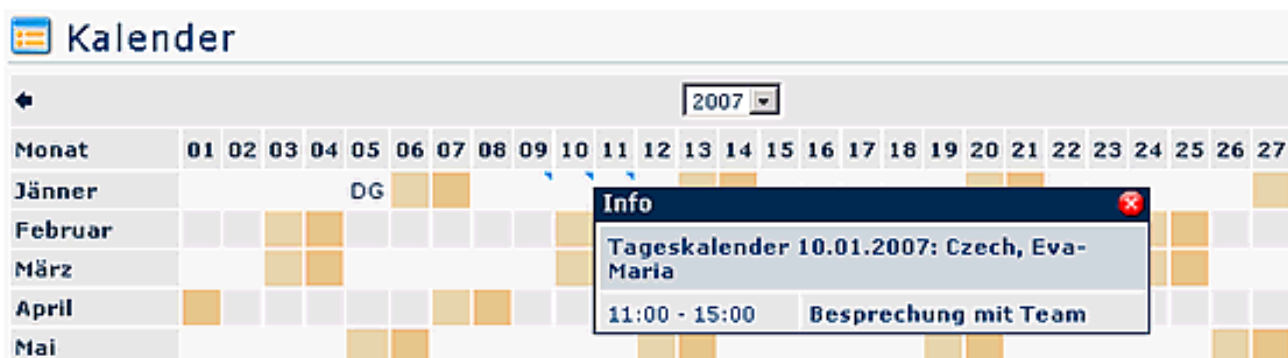 Kalender
2007
Monat 01 02 03 04 05 06 07 08 09 10 11 12 13 14 15 16 17 18 19 20 21 22 23 24 25 26 27
Jänner DG
Info
Februar
Tageskalender 10.01.2007: Czech, Eva-
Maria
März
April
11:00 - 15:00 Besprechung mit Team
Mai